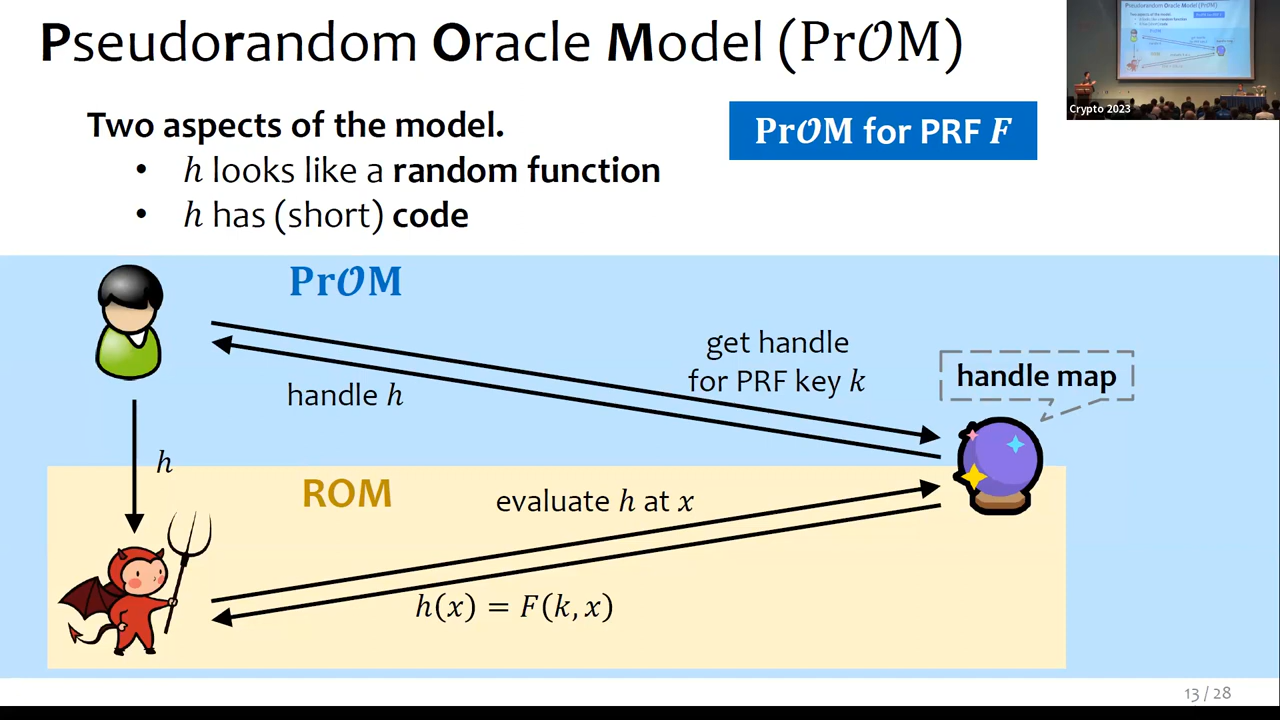 Pseudorandom Oracle Model (Pr𝒪M)
Two aspects of the model.
• h looks like a random function
• h has (short) code
Pr𝒪M for PRF F
Crypto 2023
Pr𝒪M
get handle
for PRF key k
handle h
handle map
h
ROM
evaluate h at x
h(x) = F(k, x)
13 / 28